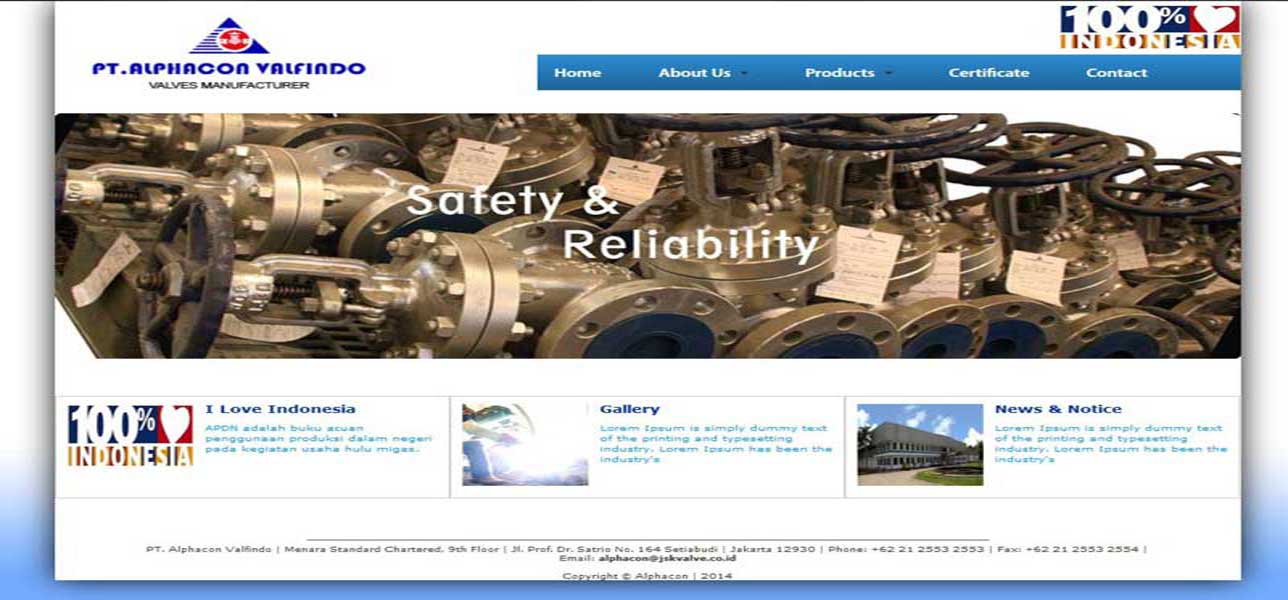 100% INDONESIA
PT.ALPHACON VALFINDO
VALVES MANUFACTURER
Home About Us Products Certificate Contact
Safety &
Reliability
100% INDONESIA
I Love Indonesia
APDN adalah buku acuan
penggunaan produksi dalam negeri
pada kegiatan usaha hulu migas.
Gallery
Lorem Ipsum is simply dummy text
of the printing and typesetting
industry. Lorem Ipsum has been the
industry's
News & Notice
Lorem Ipsum is simply dummy text
of the printing and typesetting
industry. Lorem Ipsum has been the
industry's
PT. Alphacon Valfindo | Menara Standard Chartered, 9th Floor | Jl. Prof. Dr. Satrio No. 164 Setiabudi | Jakarta 12930 | Phone: +62 21 2553 2553 | Fax: +62 21 2553 2554 |
Email: alphacon@jskvalve.co.id
Copyright © Alphacon | 2014